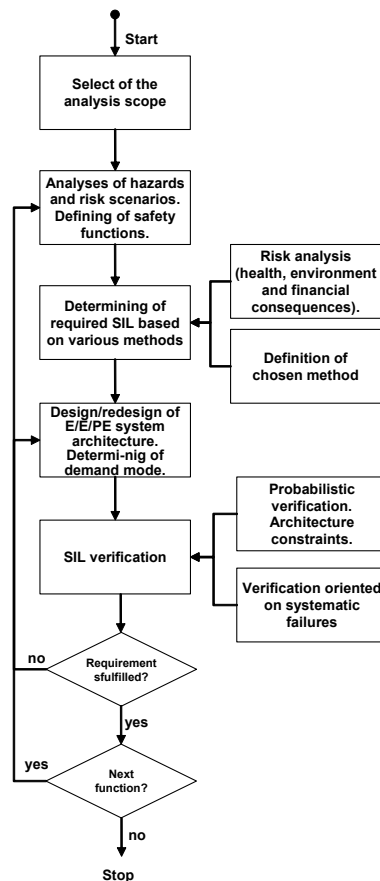 Start
Select of the
analysis scope
Analyses of hazards
and risk scenarios.
Defining of safety
functions.
Risk analysis
(health, environment
and financial
consequences).
Determining of
required SIL based
on various methods
Definition of
chosen method
Design/redesign of
E/E/PE system
architecture.
Determi-nig of
demand mode.
Probabilistic
verification.
Architecture
constraints.
SIL verification
Verification oriented
on systematic
failures
no
Requirement
sfulfilled?
yes
yes
Next
function?
no
Stop